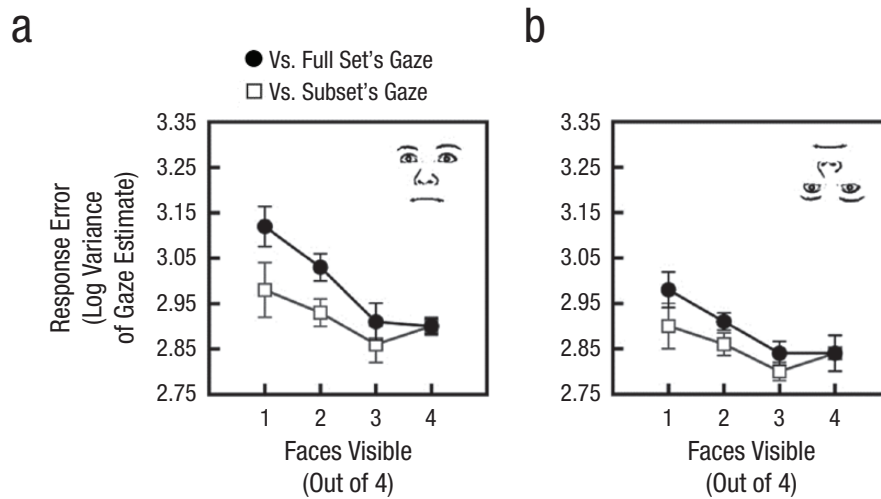 a
b
Vs. Full Set's Gaze
Vs. Subset's Gaze
Response Error
(Log Variance
of Gaze Estimate)
3.35
3.25
3.15
3.05
2.95
2.85
2.75
1 2 3 4
Faces Visible
(Out of 4)
3.35
3.25
3.15
3.05
2.95
2.85
2.75
1 2 3 4
Faces Visible
(Out of 4)